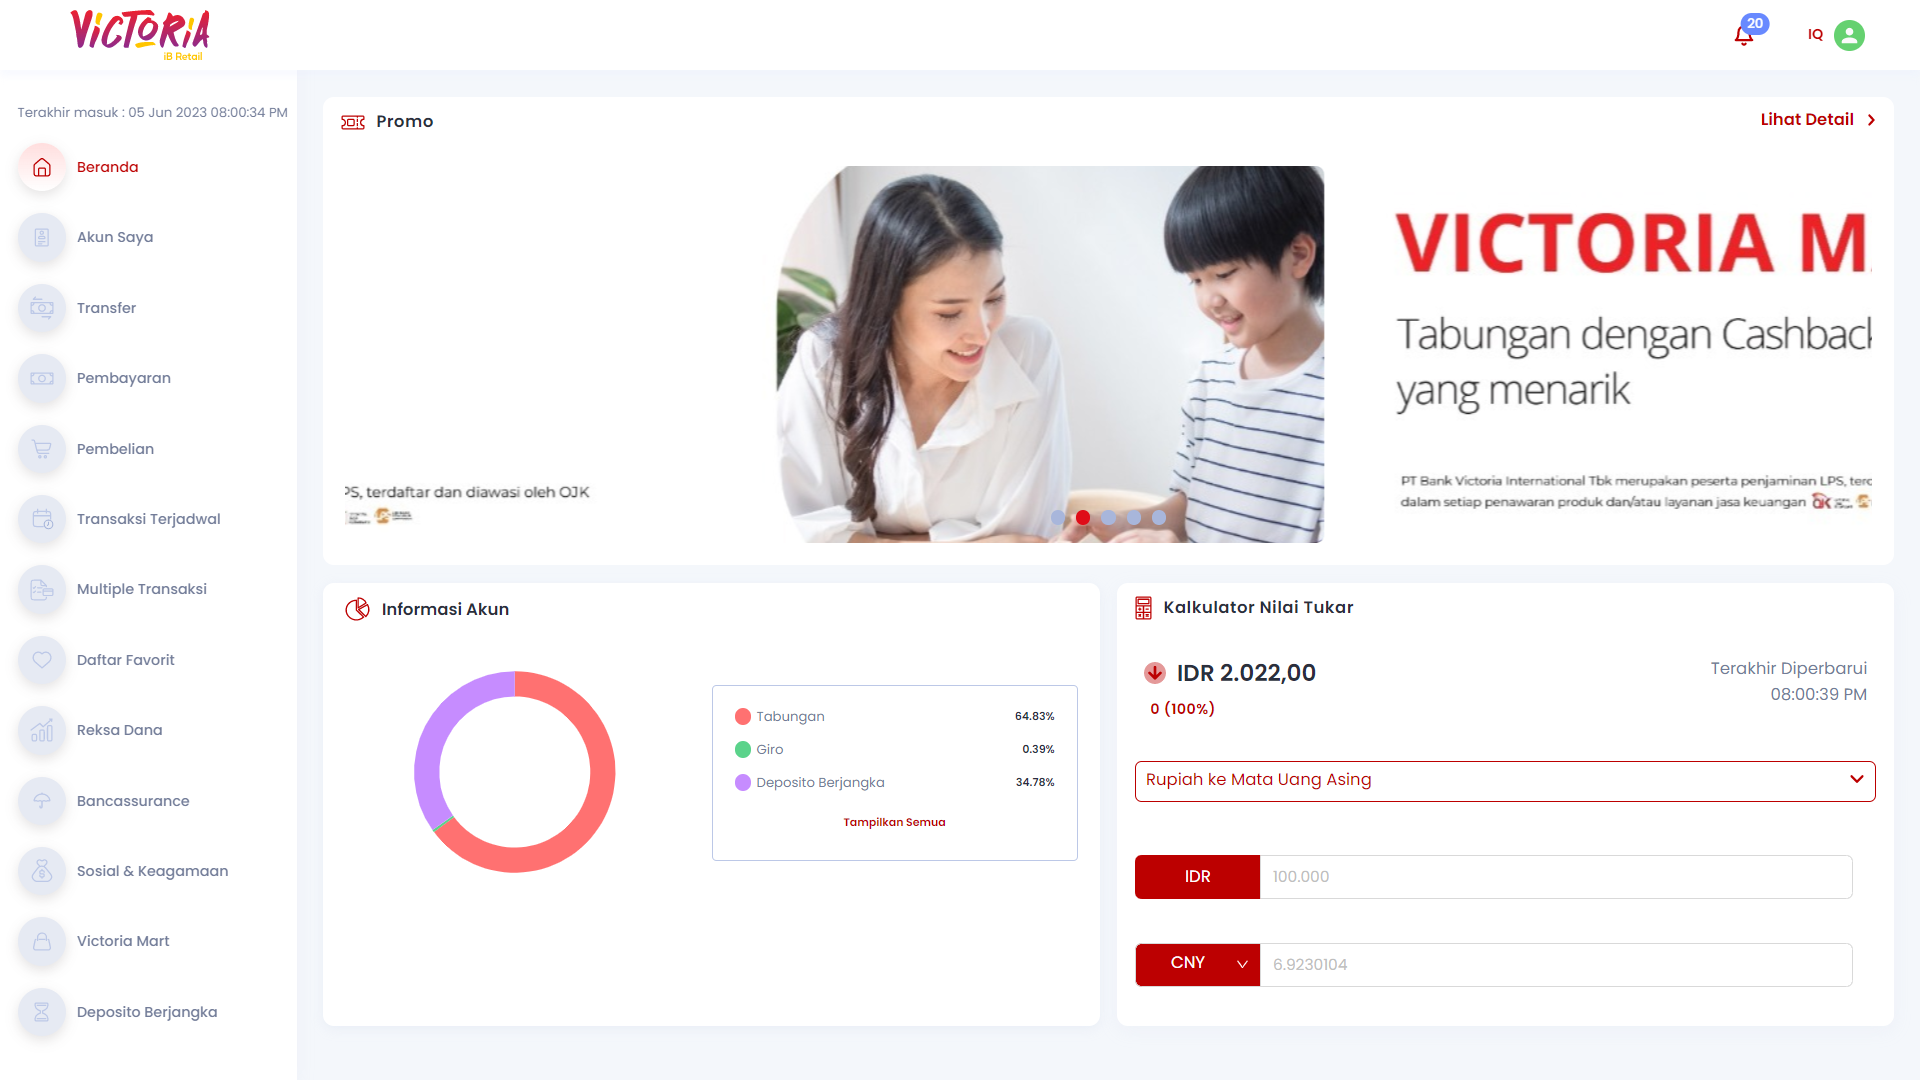 VICTORIA
iB Retail
20
IQ
Terakhir masuk : 05 Jun 2023 08:00:34 PM
Beranda
Akun Saya
Transfer
Pembayaran
Pembelian
Transaksi Terjadwal
Multiple Transaksi
Daftar Favorit
Reksa Dana
Bancassurance
Sosial & Keagamaan
Victoria Mart
Deposito Berjangka
Promo
Lihat Detail
PS, terdaftar dan diawasi oleh OJK
VICTORIA M
Tabungan dengan Cashback
yang menarik
PT Bank Victoria International Tbk merupakan peserta penjaminan LPS, terd
dalam setiap penawaran produk dan/atau layanan jasa keuangan
Informasi Akun
Tabungan 64.83%
Giro 0.39%
Deposito Berjangka 34.78%
Tampilkan Semua
Kalkulator Nilai Tukar
IDR 2.022,00
0 (100%)
Terakhir Diperbarui
08:00:39 PM
Rupiah ke Mata Uang Asing
IDR 100.000
CNY 6.9230104